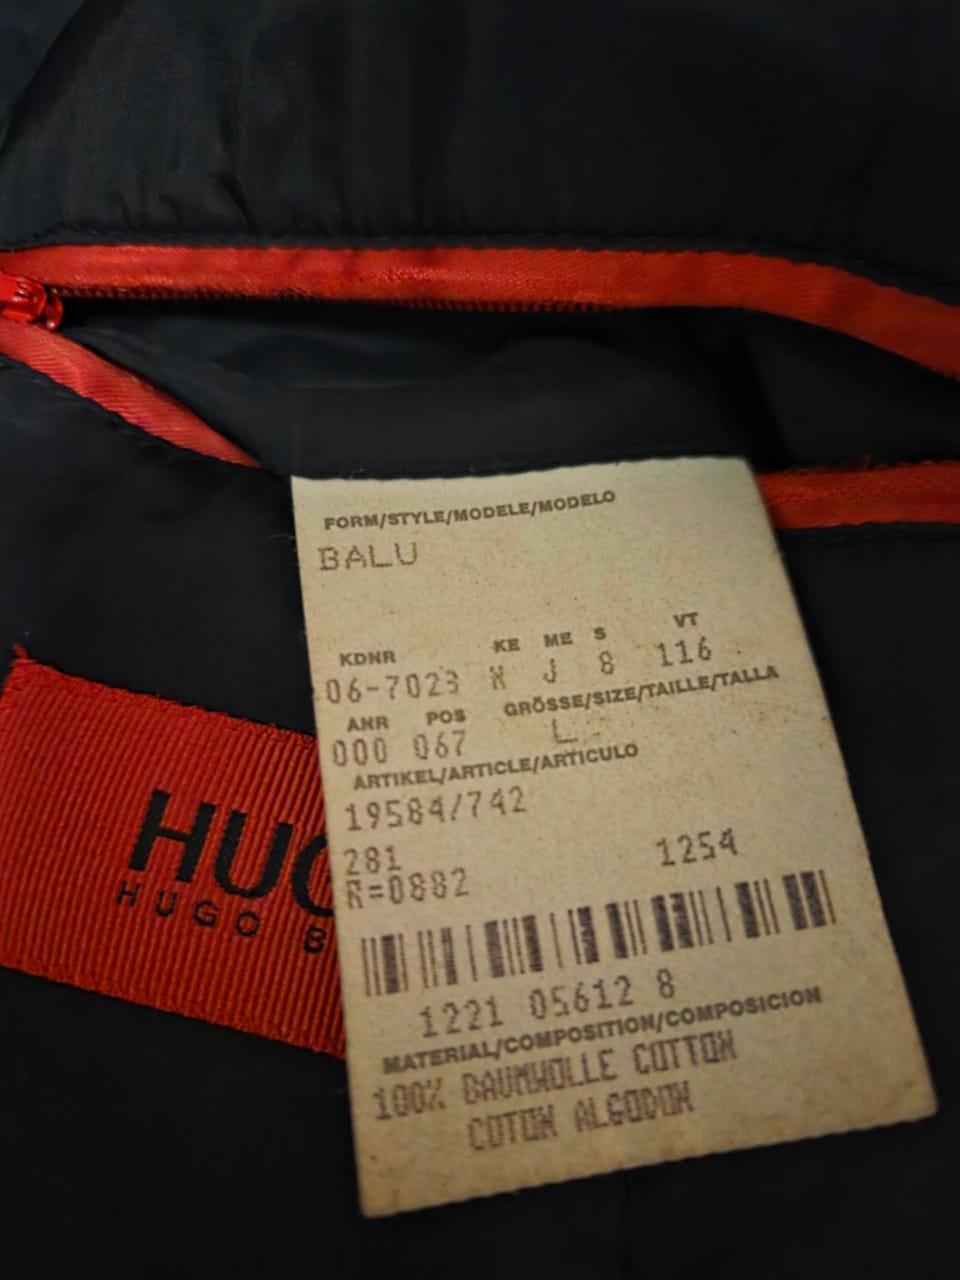 FORM/STYLE/MODELE/MODELO
BALU
KDNR KE ME S VT
06-7023 W J 8 116
ANR POS GRÖSSE/SIZE/TAILLE/TALLA
000 067 L
ARTIKEL/ARTICLE/ARTICULO
19584/742
281 1254
R=0882
1221 05612 8
MATERIAL/COMPOSITION/COMPOSICION
100% BAUMWOLLE COTTON
COTON ALGODON
HUG
HUGO B